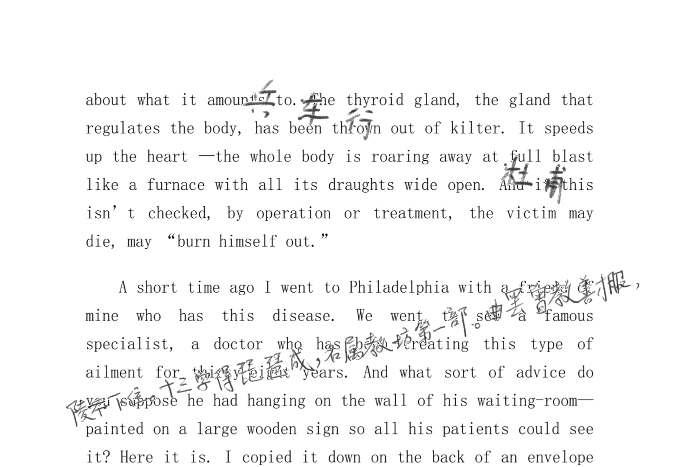 兵车行
about what it amounts to. The thyroid gland, the gland that
regulates the body, has been thrown out of kilter. It speeds
up the heart —the whole body is roaring away at full blast
杜甫
like a furnace with all its draughts wide open. And if this
isn’t checked, by operation or treatment, the victim may
die, may “burn himself out.”
A short time ago I went to Philadelphia with a friend of
mine who has this disease. We went to see a famous
specialist, a doctor who has been treating this type of
陵下住。十三学得琵琶成，名属教坊第一部。曲罢曾教善才服，
ailment for years. And what sort of advice do
you suppose he had hanging on the wall of his waiting-room—
painted on a large wooden sign so all his patients could see
it? Here it is. I copied it down on the back of an envelope